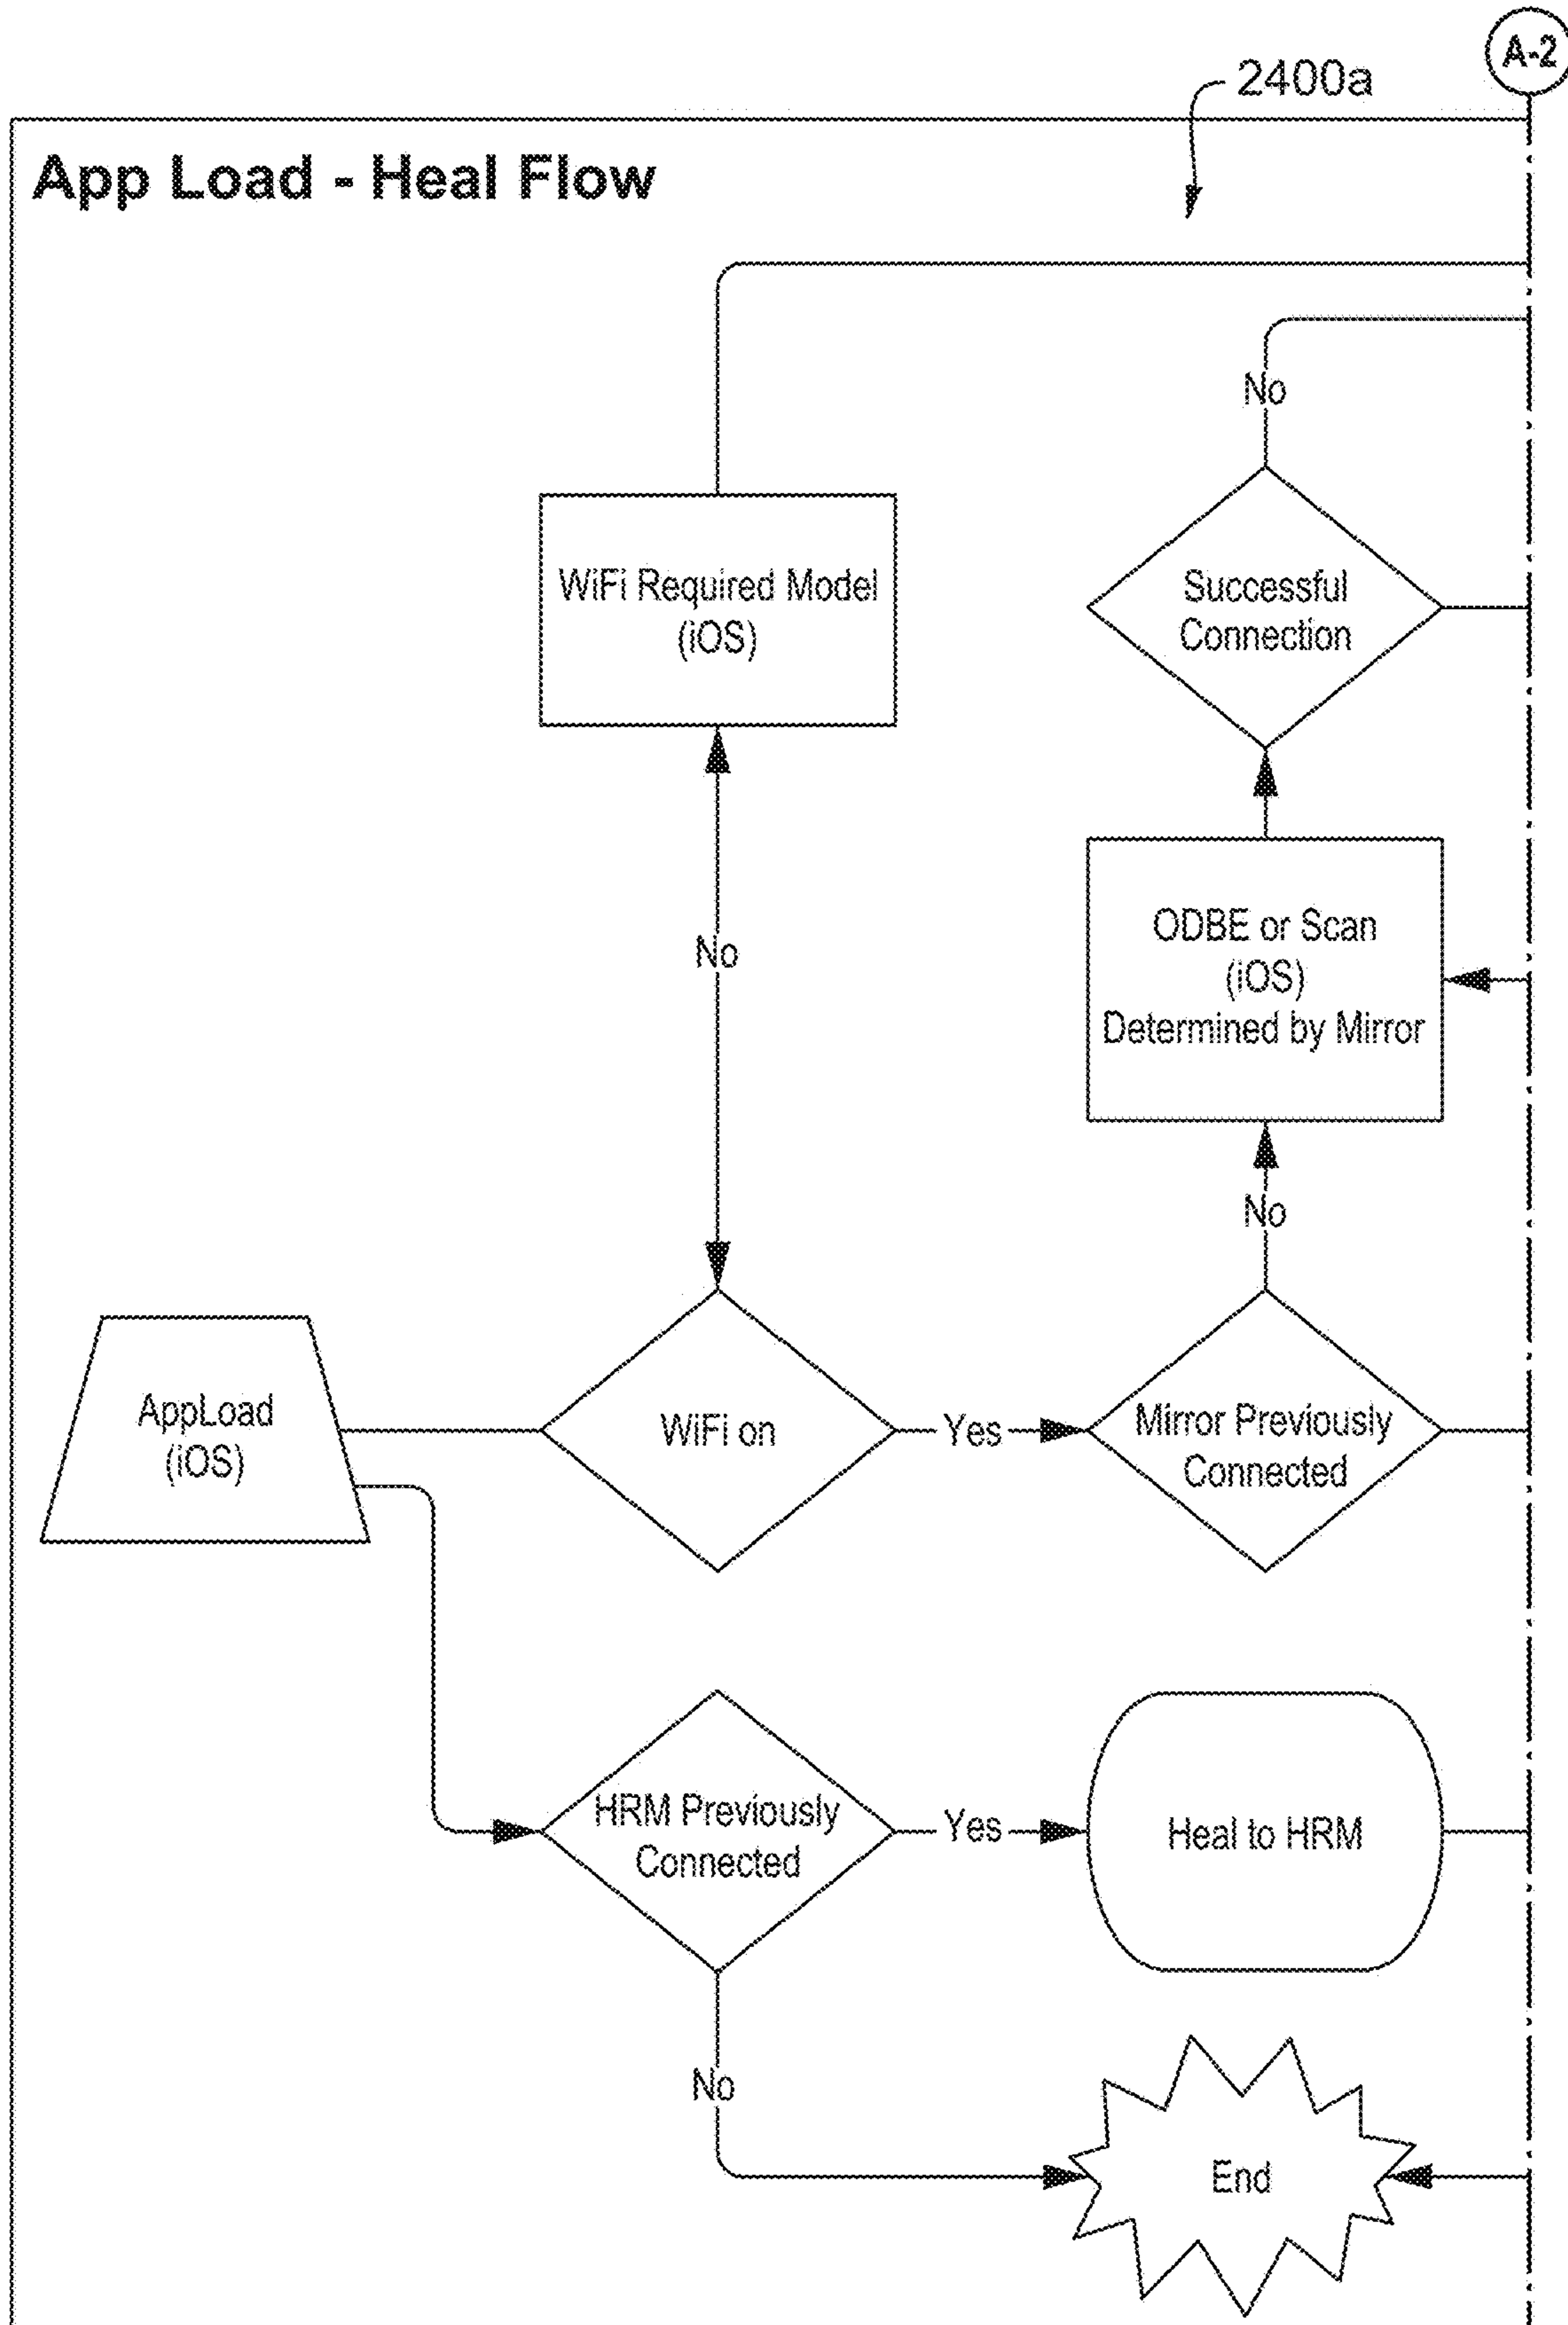 A-2
2400a
App Load - Heal Flow
No
WiFi Required Model
(iOS)
Successful
Connection
No
ODBE or Scan
(iOS)
Determined by Mirror
No
AppLoad
(iOS)
WiFi on
Yes
Mirror Previously
Connected
HRM Previously
Connected
Yes
Heal to HRM
No
End